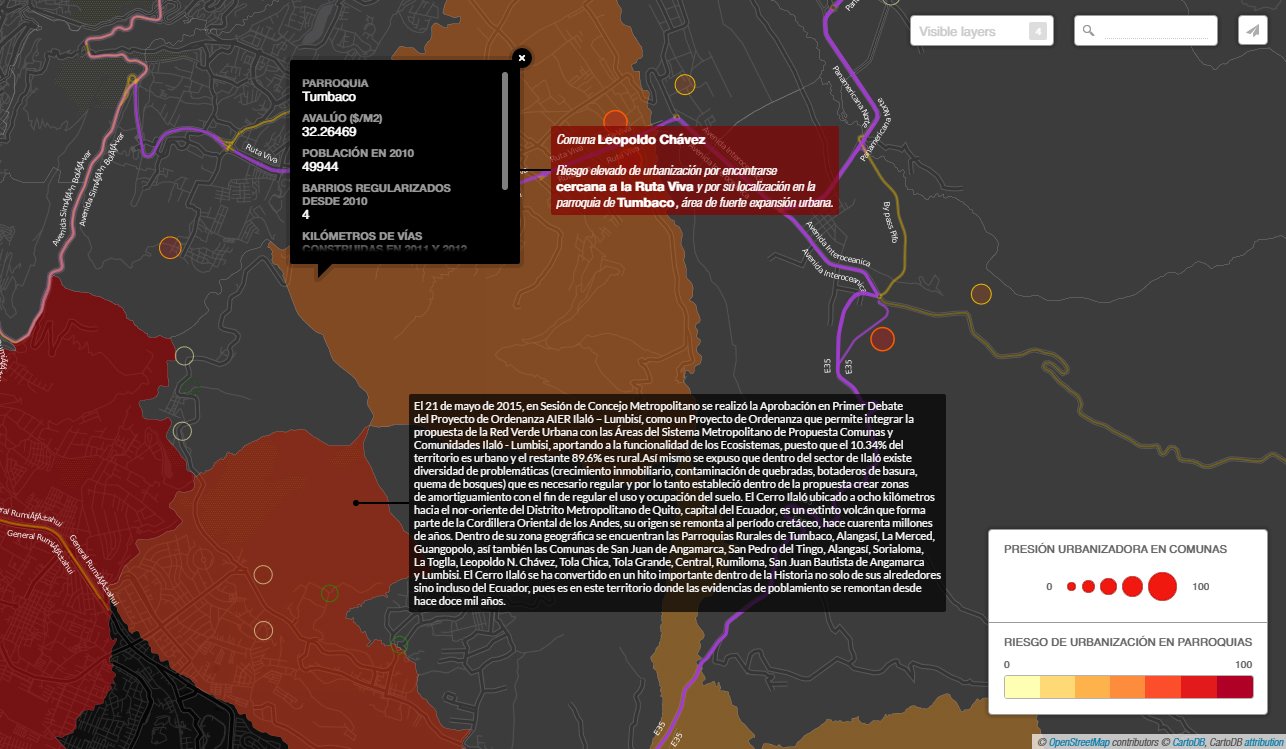 Visible layers
4
PARROQUIA
Tumbaco
AVALÚO ($/M2)
32.26469
POBLACIÓN EN 2010
49944
BARRIOS REGULARIZADOS
DESDE 2010
4
KILÓMETROS DE VÍAS
CONSTRUIDAS EN 2011 Y 2012
Comuna Leopoldo Chávez
Riesgo elevado de urbanización por encontrarse
cercana a la Ruta Viva y por su localización en la
parroquia de Tumbaco, área de fuerte expansión urbana.
Ruta Viva
Ruta Viva
Panamericana Norte
Panamericana Norte
By pass Pifo
Avenida Interoceanica
Avenida Interoceanica
E35
E35
El 21 de mayo de 2015, en Sesión de Concejo Metropolitano se realizó la Aprobación en Primer Debate
del Proyecto de Ordenanza AIER Ilaló – Lumbisí, como un Proyecto de Ordenanza que permite integrar la
propuesta de la Red Verde Urbana con las Áreas del Sistema Metropolitano de Propuesta Comunas y
Comunidades Ilaló - Lumbisi, aportando a la funcionalidad de los Ecosistemas, puesto que el 10.34% del
territorio es urbano y el restante 89.6% es rural.Así mismo se expuso que dentro del sector de Ilaló existe
diversidad de problemáticas (crecimiento inmobiliario, contaminación de quebradas, botaderos de basura,
quema de bosques) que es necesario regular y por lo tanto estableció dentro de la propuesta crear zonas
de amortiguamiento con el fin de regular el uso y ocupación del suelo. El Cerro Ilaló ubicado a ocho kilómetros
hacia el nor-oriente del Distrito Metropolitano de Quito, capital del Ecuador, es un extinto volcán que forma
parte de la Cordillera Oriental de los Andes, su origen se remonta al período cretáceo, hace cuarenta millones
de años. Dentro de su zona geográfica se encuentran las Parroquias Rurales de Tumbaco, Alangasí, La Merced,
Guangopolo, así también las Comunas de San Juan de Angamarca, San Pedro del Tingo, Alangasí, Sorialoma,
La Toglla, Leopoldo N. Chávez, Tola Chica, Tola Grande, Central, Rumiloma, San Juan Bautista de Angamarca
y Lumbisi. El Cerro Ilaló se ha convertido en un hito importante dentro de la Historia no solo de sus alrededores
sino incluso del Ecuador, pues es en este territorio donde las evidencias de poblamiento se remontan desde
hace doce mil años.
E35
E35
PRESIÓN URBANIZADORA EN COMUNAS
0 100
RIESGO DE URBANIZACIÓN EN PARROQUIAS
0 100
© OpenStreetMap contributors © CartoDB, CartoDB attribution